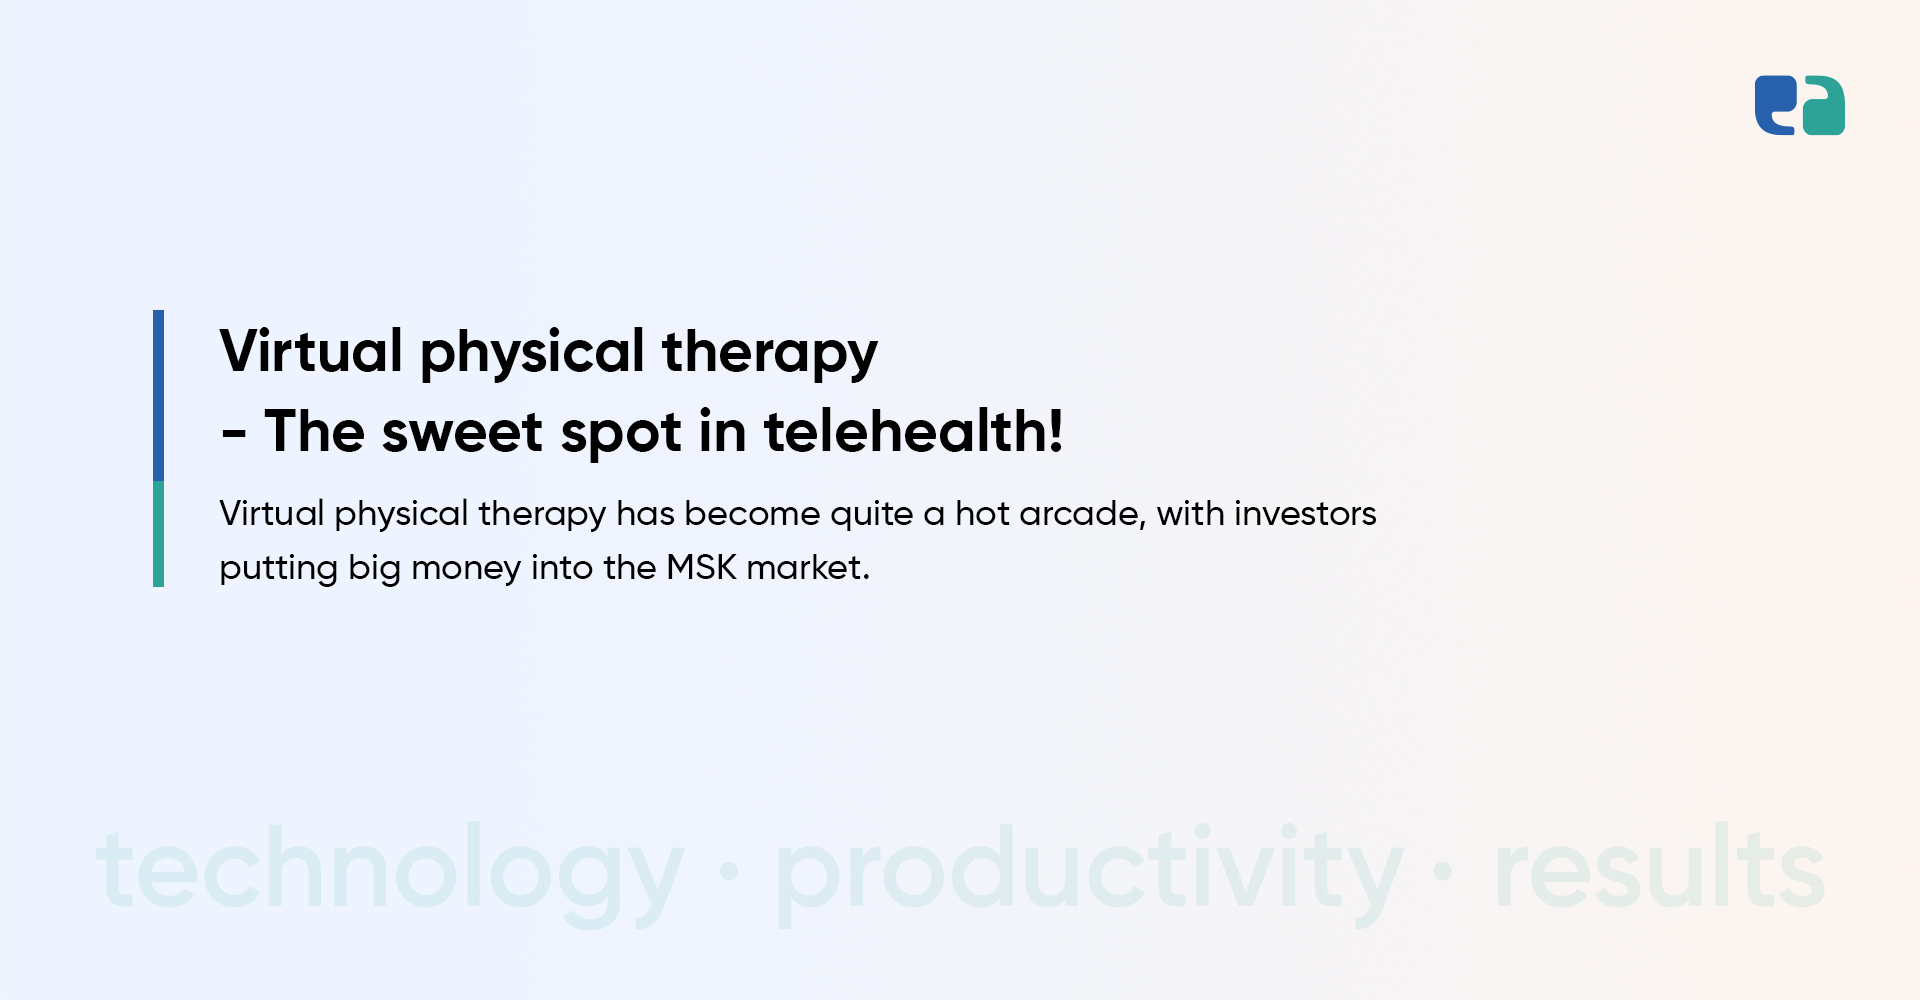 ea
Virtual physical therapy
- The sweet spot in telehealth!
Virtual physical therapy has become quite a hot arcade, with investors
putting big money into the MSK market.
technology • productivity • results